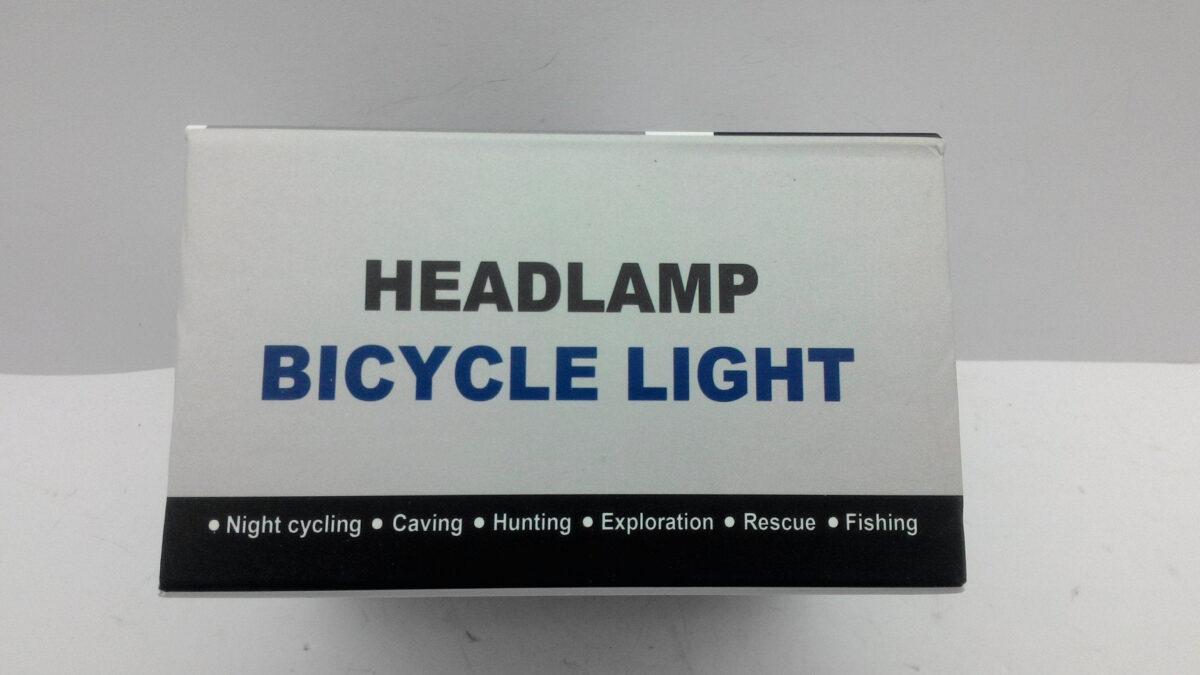 HEADLAMP
BICYCLE LIGHT
• Night cycling • Caving • Hunting • Exploration • Rescue • Fishing